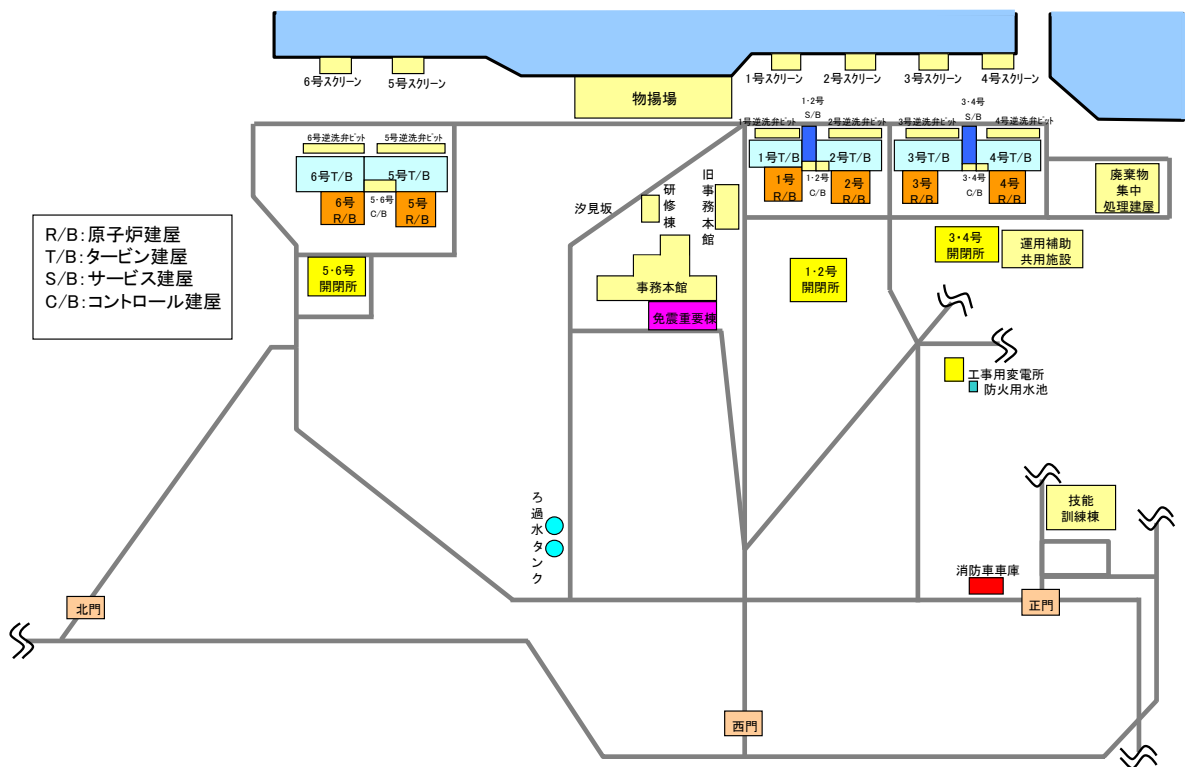 6号スクリーン
5号スクリーン
1号スクリーン
2号スクリーン
3号スクリーン
4号スクリーン
物揚場
1・2号
S/B
3・4号
S/B
6号逆洗弁ピット
5号逆洗弁ピット
1号逆洗弁ピット
2号逆洗弁ピット
3号逆洗弁ピット
4号逆洗弁ピット
6号T/B
5号T/B
1号T/B
2号T/B
3号T/B
4号T/B
6号
R/B
5・6号
C/B
5号
R/B
1号
R/B
1・2号
C/B
2号
R/B
3号
R/B
3・4号
C/B
4号
R/B
廃棄物
集中
処理建屋
汐見坂
研修棟
旧事務本館
R/B:原子炉建屋
T/B:タービン建屋
S/B:サービス建屋
C/B:コントロール建屋
5・6号
開閉所
事務本館
免震重要棟
1・2号
開閉所
3・4号
開閉所
運用補助
共用施設
工事用変電所
防火用水池
ろ過水タンク
技能
訓練棟
消防車車庫
北門
正門
西門